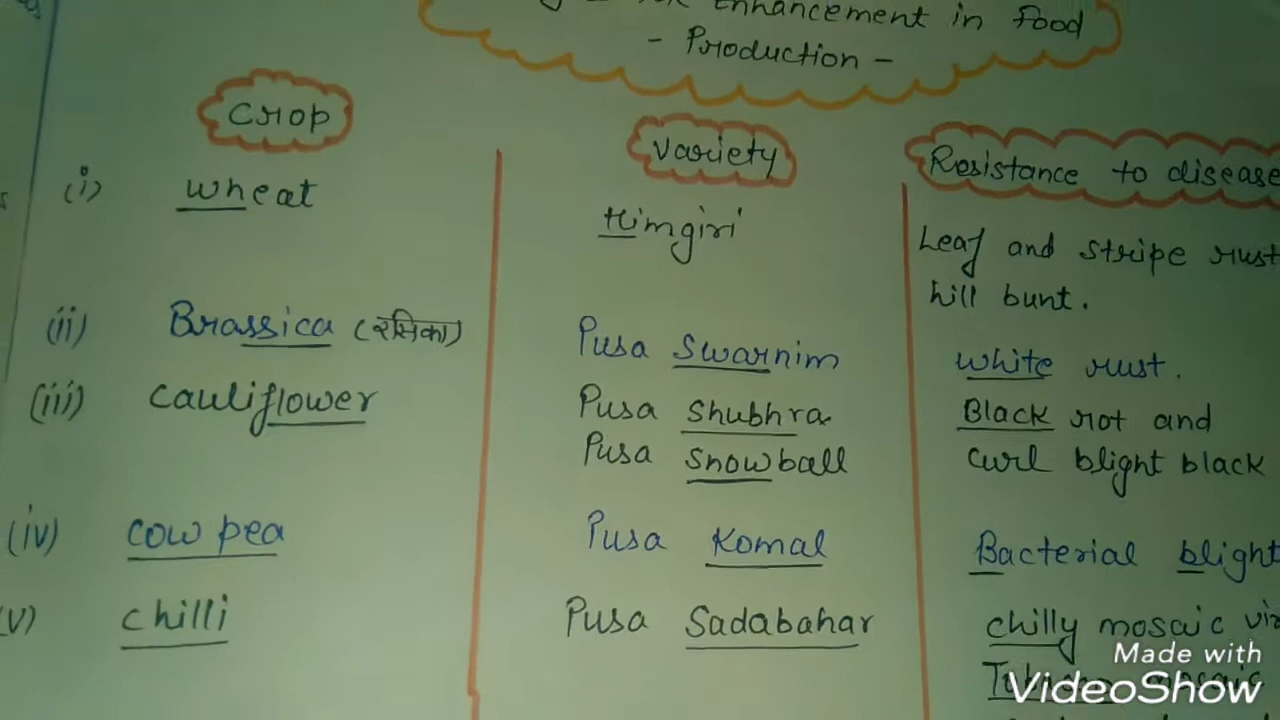 Enhancement in food
- Production -
Crop
Variety
Resistance to disease
(i) wheat
Himgiri
Leaf and stripe rust
hill bunt.
(ii) Brassica (रसिका)
Pusa Swarnim
white rust.
(iii) cauliflower
Pusa Shubhra
Pusa Snowball
Black rot and
curl blight black
(iv) cow pea
Pusa Komal
Bacterial blight
(v) chilli
Pusa Sadabahar
chilly mosaic
Made with
VideoShow